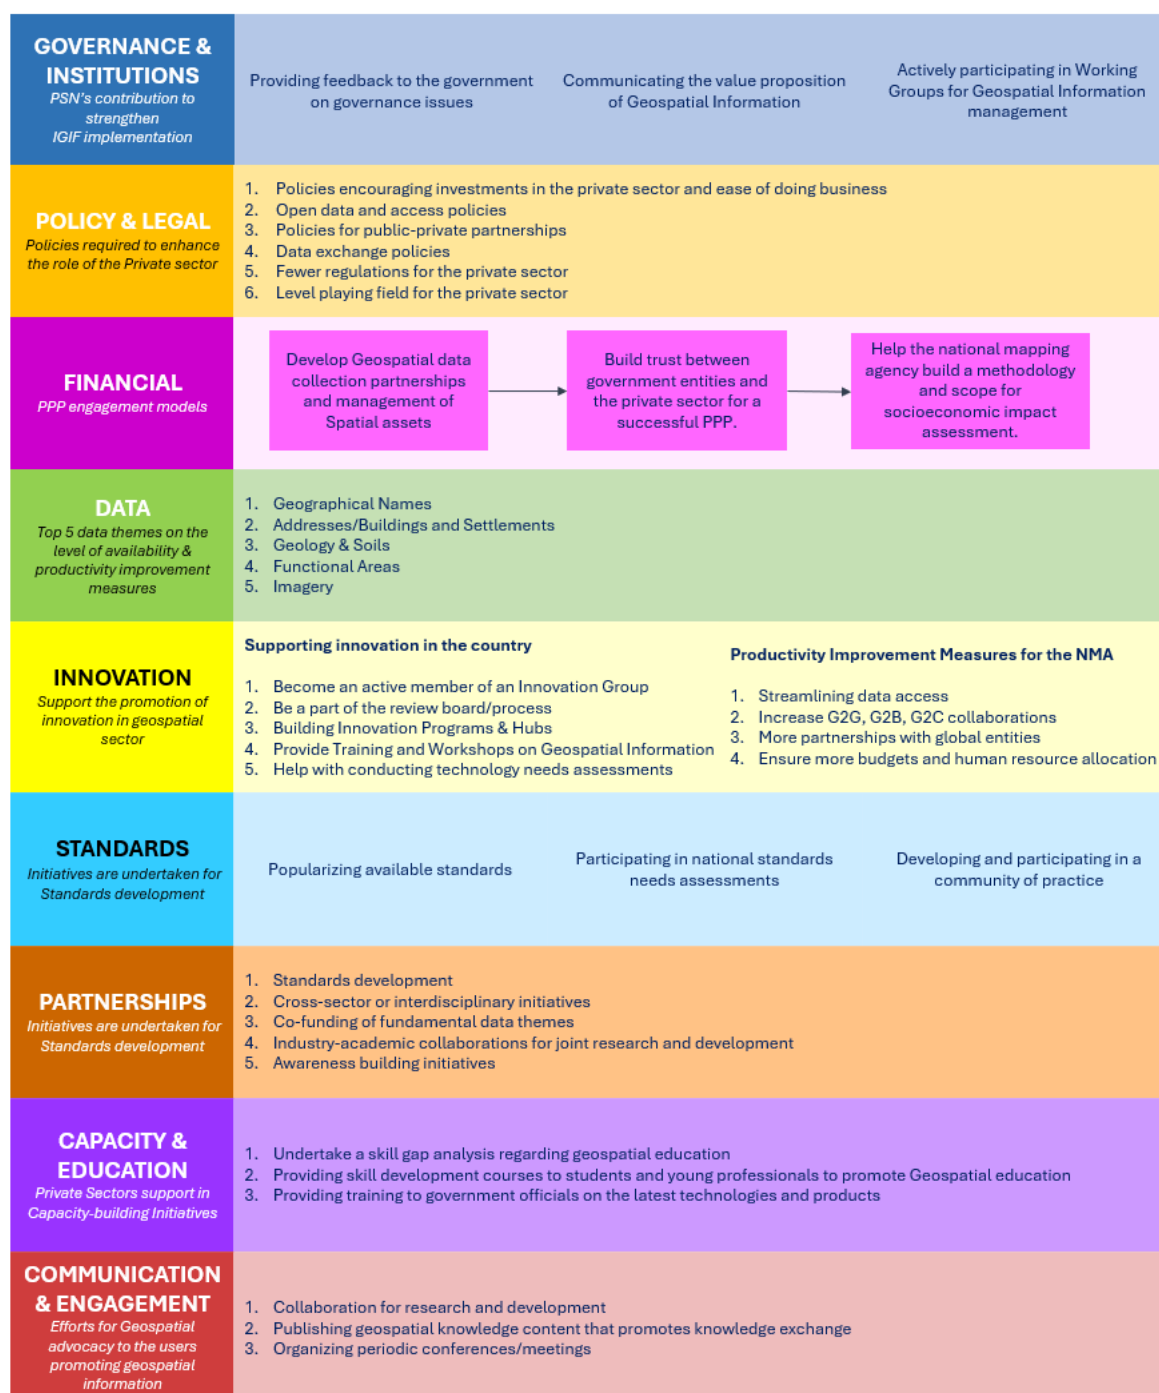 GOVERNANCE &
INSTITUTIONS
PSN's contribution to
strengthen
IGIF implementation
Providing feedback to the government
on governance issues
Communicating the value proposition
of Geospatial Information
Actively participating in Working
Groups for Geospatial Information
management
POLICY & LEGAL
Policies required to enhance
the role of the Private sector
1. Policies encouraging investments in the private sector and ease of doing business
2. Open data and access policies
3. Policies for public-private partnerships
4. Data exchange policies
5. Fewer regulations for the private sector
6. Level playing field for the private sector
FINANCIAL
PPP engagement models
Develop Geospatial data
collection partnerships
and management of
Spatial assets
Build trust between
government entities and
the private sector for a
successful PPP.
Help the national mapping
agency build a methodology
and scope for
socioeconomic impact
assessment.
DATA
Top 5 data themes on the
level of availability &
productivity improvement
measures
1. Geographical Names
2. Addresses/Buildings and Settlements
3. Geology & Soils
4. Functional Areas
5. Imagery
INNOVATION
Support the promotion of
innovation in geospatial
sector
Supporting innovation in the country
1. Become an active member of an Innovation Group
2. Be a part of the review board/process
3. Building Innovation Programs & Hubs
4. Provide Training and Workshops on Geospatial Information
5. Help with conducting technology needs assessments
Productivity Improvement Measures for the NMA
1. Streamlining data access
2. Increase G2G, G2B, G2C collaborations
3. More partnerships with global entities
4. Ensure more budgets and human resource allocation
STANDARDS
Initiatives are undertaken for
Standards development
Popularizing available standards
Participating in national standards
needs assessments
Developing and participating in a
community of practice
PARTNERSHIPS
Initiatives are undertaken for
Standards development
1. Standards development
2. Cross-sector or interdisciplinary initiatives
3. Co-funding of fundamental data themes
4. Industry-academic collaborations for joint research and development
5. Awareness building initiatives
CAPACITY &
EDUCATION
Private Sectors support in
Capacity-building Initiatives
1. Undertake a skill gap analysis regarding geospatial education
2. Providing skill development courses to students and young professionals to promote Geospatial education
3. Providing training to government officials on the latest technologies and products
COMMUNICATION
& ENGAGEMENT
Efforts for Geospatial
advocacy to the users
promoting geospatial
information
1. Collaboration for research and development
2. Publishing geospatial knowledge content that promotes knowledge exchange
3. Organizing periodic conferences/meetings